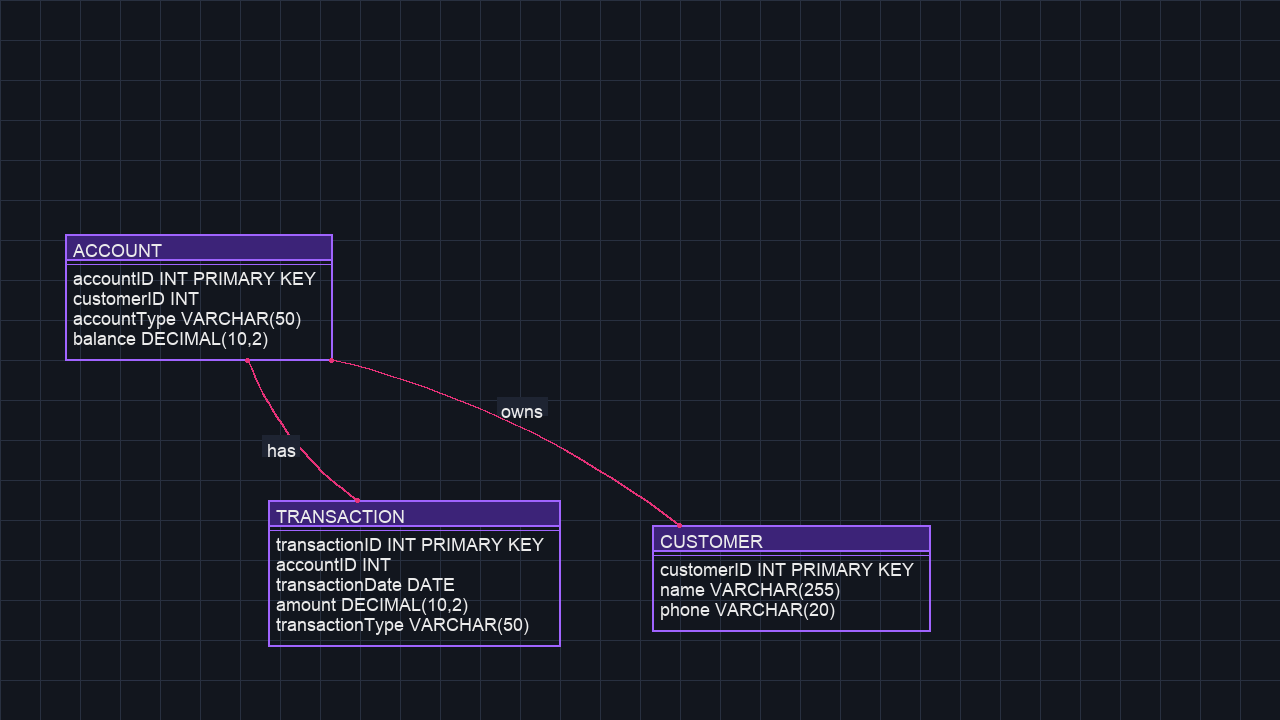 ACCOUNT
accountID INT PRIMARY KEY
customerID INT
accountType VARCHAR(50)
balance DECIMAL(10,2)
owns
has
TRANSACTION
transactionID INT PRIMARY KEY
accountID INT
transactionDate DATE
amount DECIMAL(10,2)
transactionType VARCHAR(50)
CUSTOMER
customerID INT PRIMARY KEY
name VARCHAR(255)
phone VARCHAR(20)